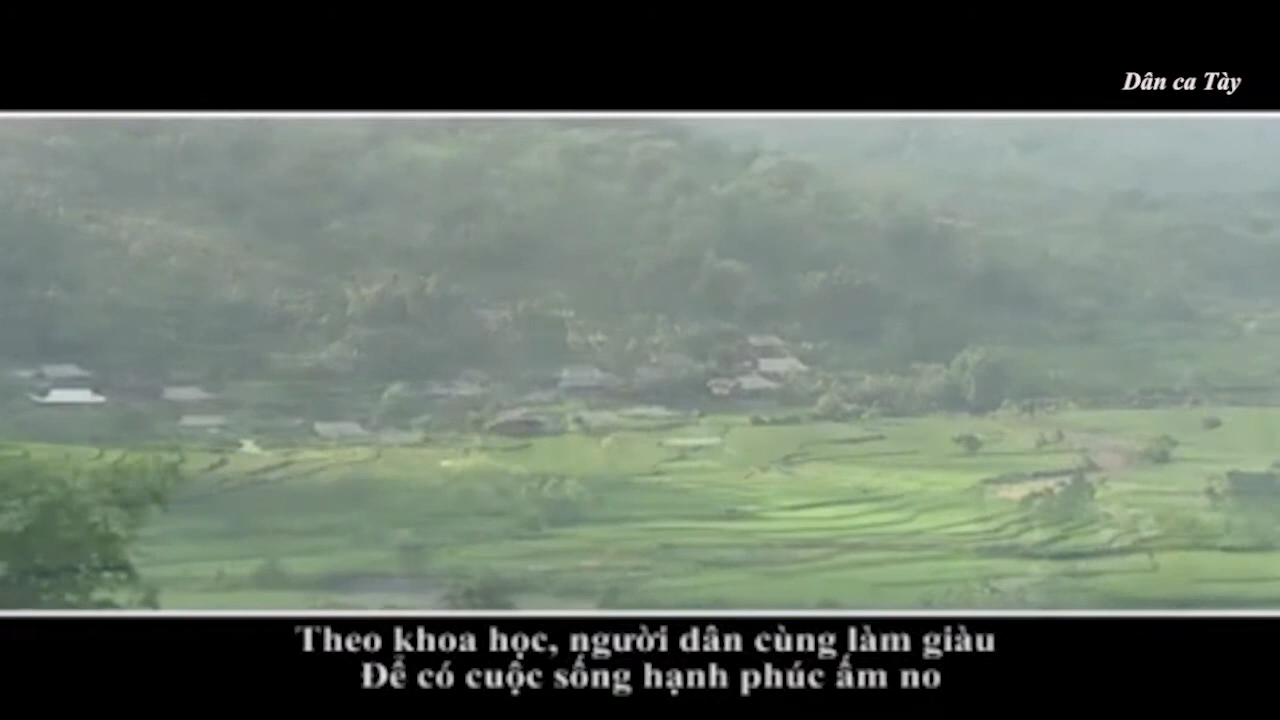 Dân ca Tày
Theo khoa học, người dân cùng làm giàu
Để có cuộc sống hạnh phúc ấm no